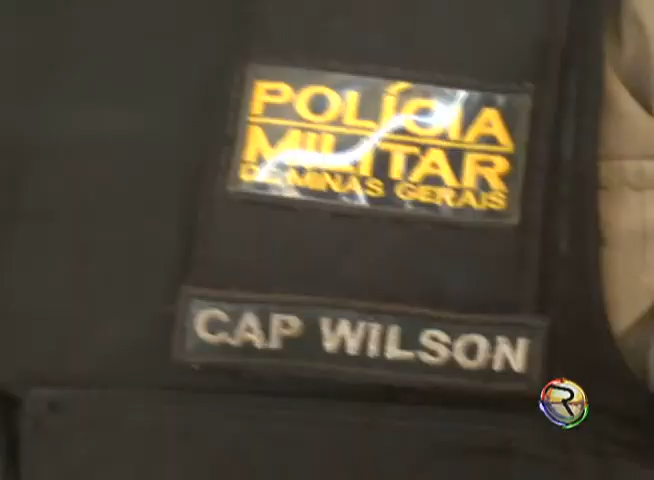 POLÍCIA
MILITAR
DE MINAS GERAIS
CAP WILSON
R